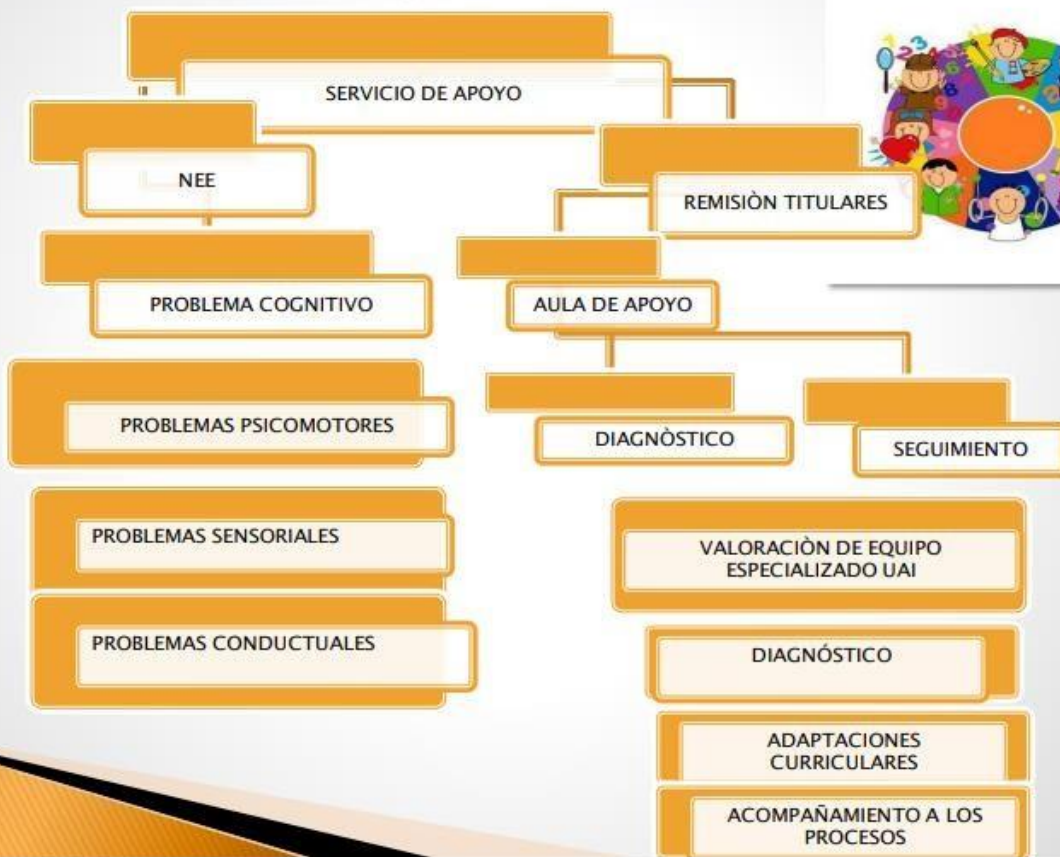 SERVICIO DE APOYO
NEE
REMISIÒN TITULARES
PROBLEMA COGNITIVO
AULA DE APOYO
PROBLEMAS PSICOMOTORES
DIAGNÒSTICO
SEGUIMIENTO
PROBLEMAS SENSORIALES
VALORACIÒN DE EQUIPO
ESPECIALIZADO UAI
PROBLEMAS CONDUCTUALES
DIAGNÓSTICO
ADAPTACIONES
CURRICULARES
ACOMPAÑAMIENTO A LOS
PROCESOS